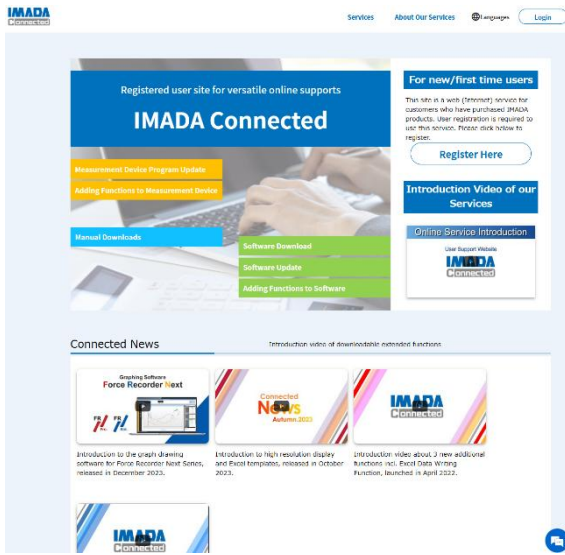 IMADA
Connected
Services
About Our Services
Languages
Login
Registered user site for versatile online supports
IMADA Connected
Measurement Device Program Update
Adding Functions to Measurement Device
Manual Downloads
Software Download
Software Update
Adding Functions to Software
For new/first time users
This site is a web (Internet) service for
customers who have purchased IMADA
products. User registration is required to
use this service. Please click below to
register.
Register Here
Introduction Video of our
Services
Online Service Introduction
User Support Website
IMADA
Connected
Connected News
Introduction video of downloadable extended functions
Graphing Software
Force Recorder Next
FR
FR
Introduction to the graph drawing
software for Force Recorder Next Series,
released in December 2023.
Connected
News
Autumn.2023
Introduction to high resolution display
and Excel templates, released in October
2023.
IMADA
Connected
Introduction video about 3 new additional
functions incl. Excel Data Writing
Function, launched in April 2022.
IMADA
Connected